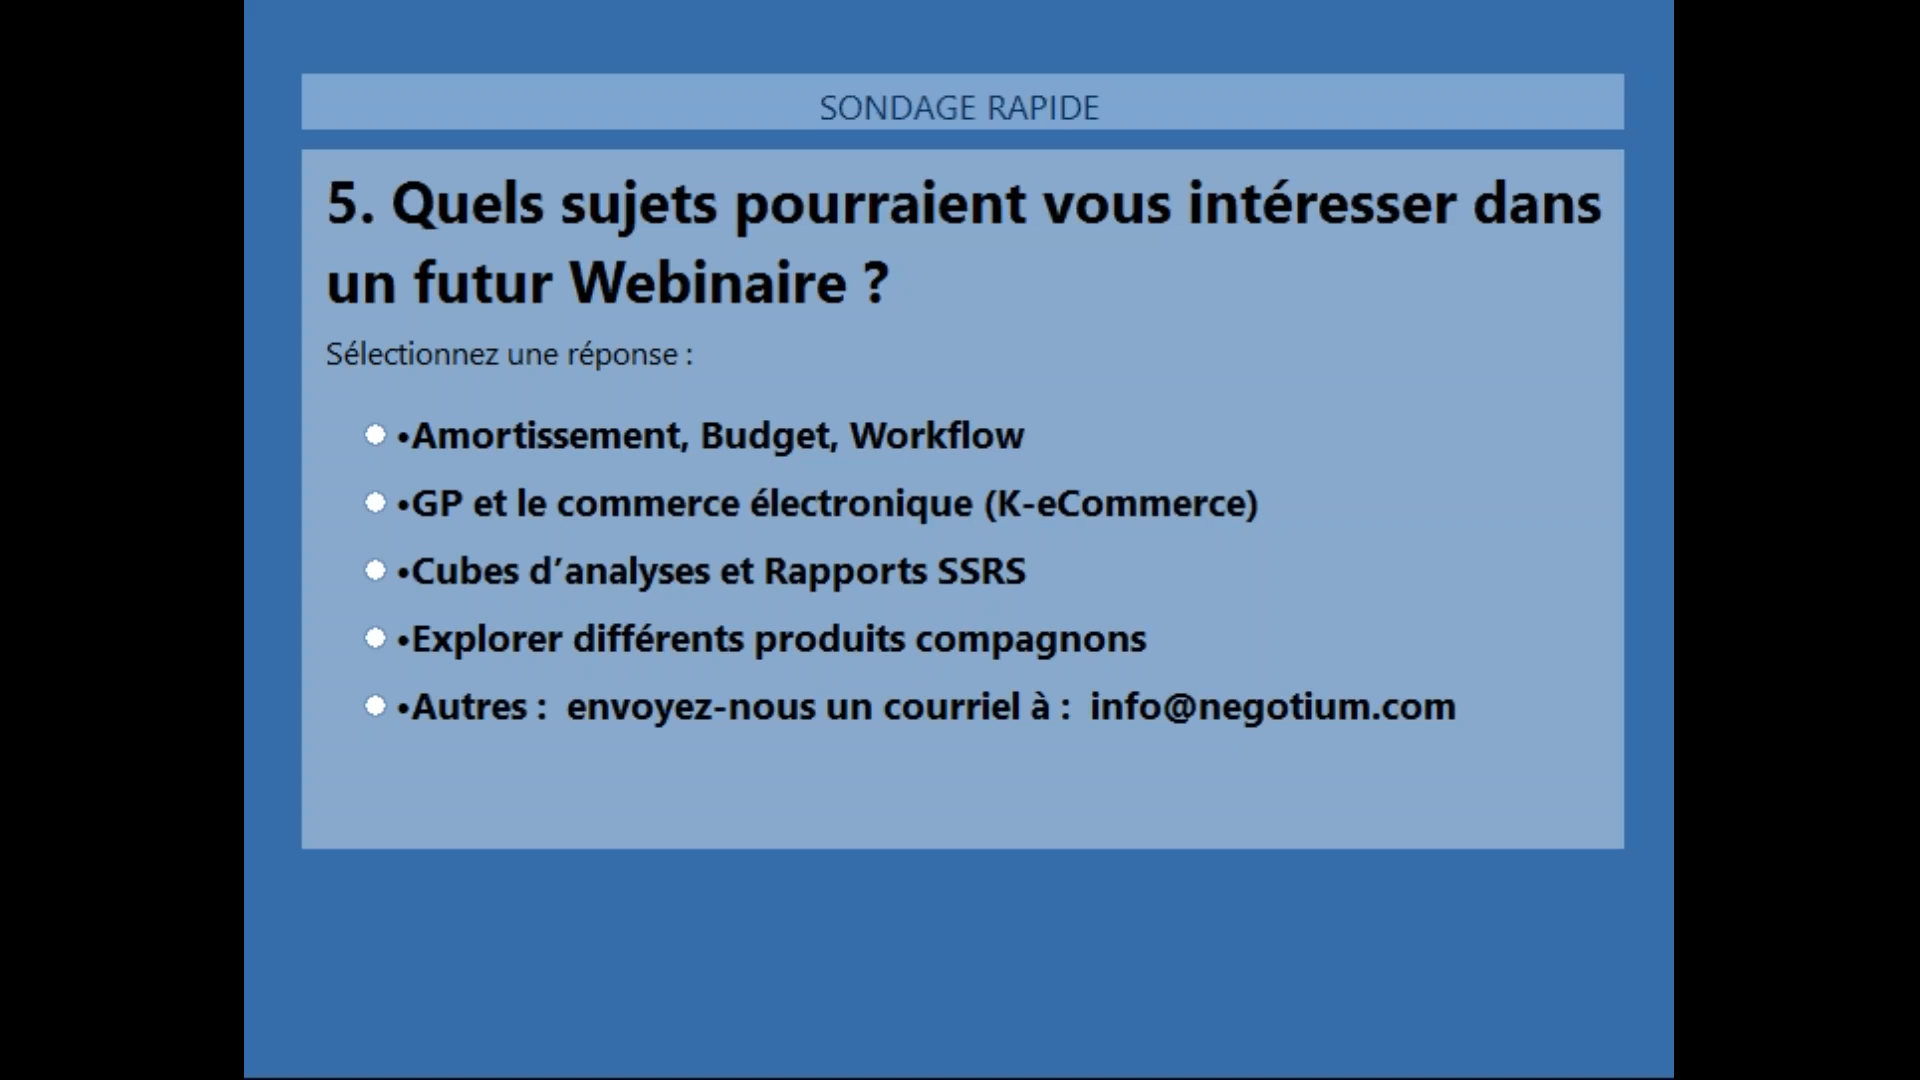 SONDAGE RAPIDE
5. Quels sujets pourraient vous intéresser dans
un futur Webinaire ?
Sélectionnez une réponse :
•Amortissement, Budget, Workflow
•GP et le commerce électronique (K-eCommerce)
•Cubes d’analyses et Rapports SSRS
•Explorer différents produits compagnons
•Autres :  envoyez-nous un courriel à :  info@negotium.com